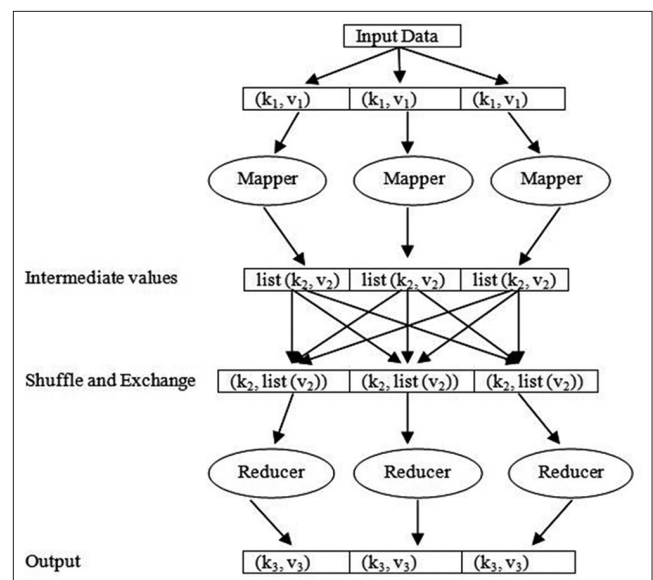 Input Data
(k₁, v₁) (k₁, v₁) (k₁, v₁)
Mapper Mapper Mapper
Intermediate values list (k₂, v₂) list (k₂, v₂) list (k₂, v₂)
Shuffle and Exchange (k₂, list (v₂)) (k₂, list (v₂)) (k₂, list (v₂))
Reducer Reducer Reducer
Output (k₃, v₃) (k₃, v₃) (k₃, v₃)